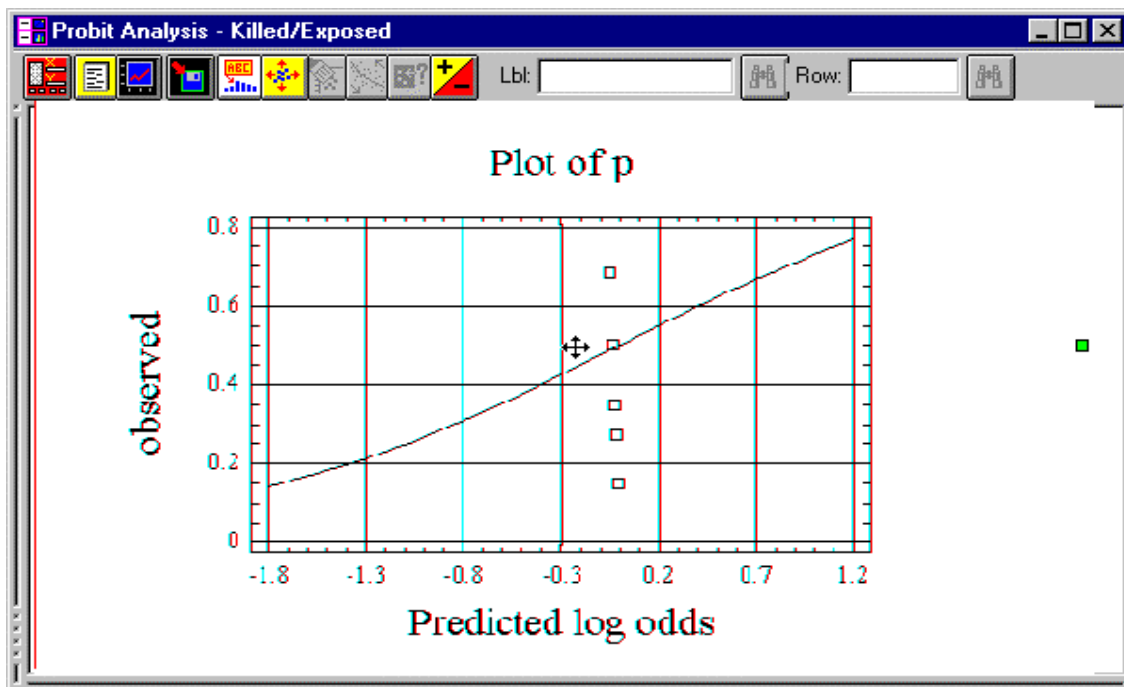 Probit Analysis - Killed/Exposed
ABC
?
+
-
Lbl:
Row:
Plot of p
0.8
0.6
0.4
0.2
0
observed
-1.8 -1.3 -0.8 -0.3 0.2 0.7 1.2
Predicted log odds